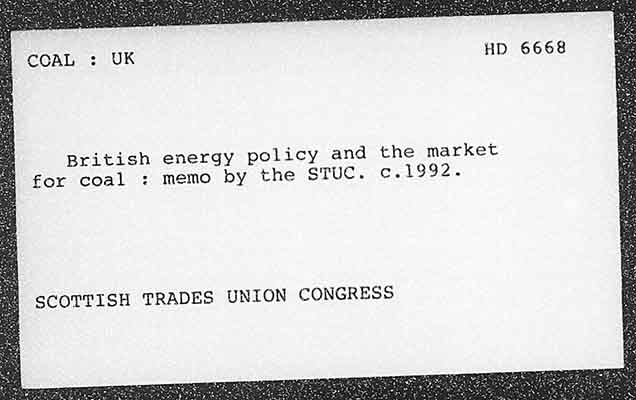 COAL : UK
HD 6668
British energy policy and the market
for coal : memo by the STUC. c.1992.
SCOTTISH TRADES UNION CONGRESS